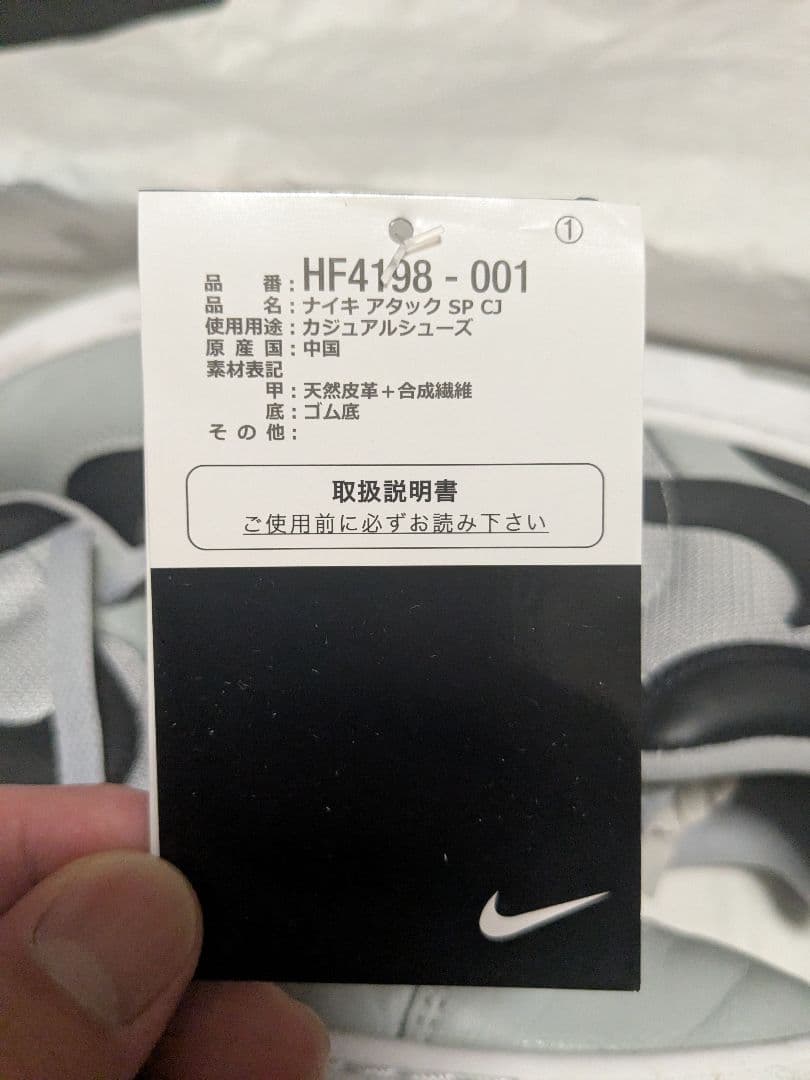 ①
品 番：HF4198 - 001
品 名：ナイキ アタック SP CJ
使用用途：カジュアルシューズ
原 産 国：中国
素材表記
甲：天然皮革＋合成繊維
底：ゴム底
そ の 他：
取扱説明書
ご使用前に必ずお読み下さい